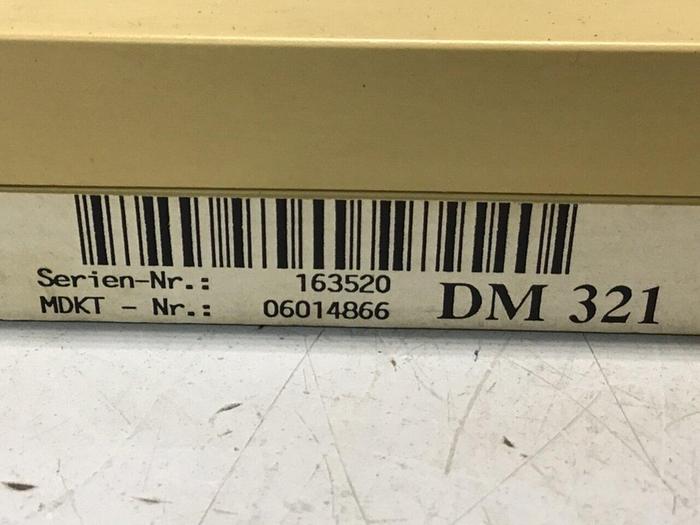 Serien-Nr.: 163520
MDKT - Nr.: 06014866 DM 321